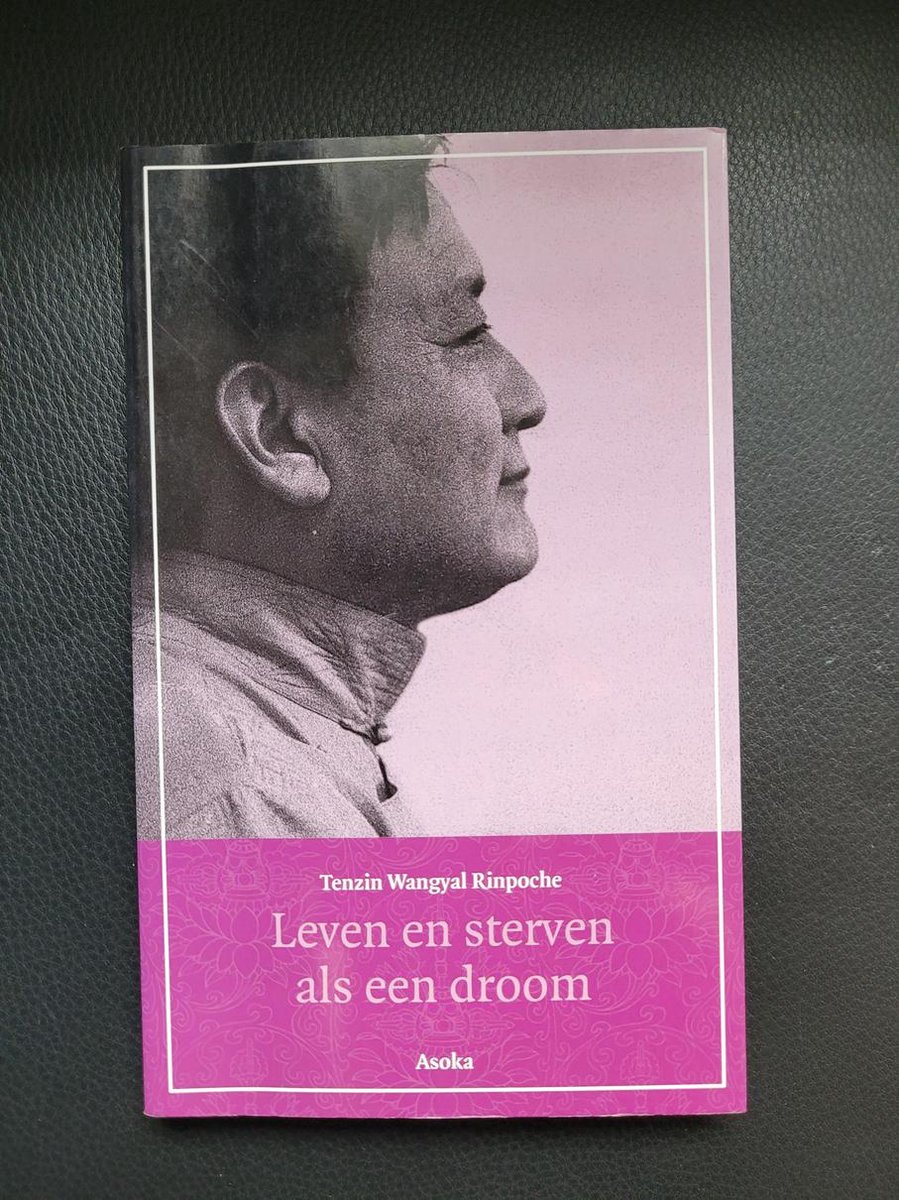 Tenzin Wangyal Rinpoche
Leven en sterven
als een droom
Asoka